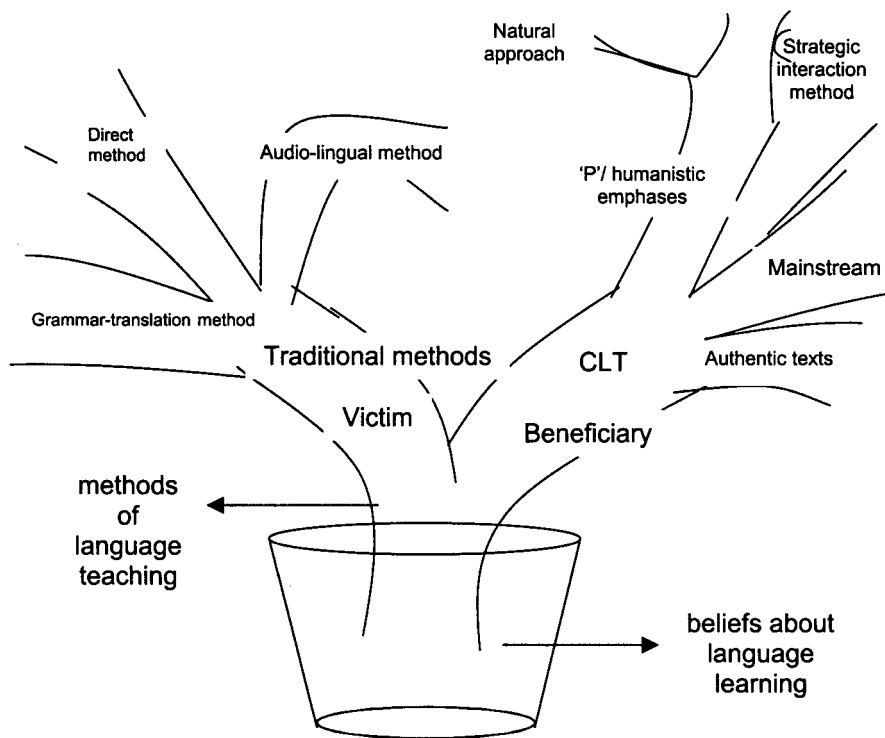 Natural
approach
Strategic
interaction
method
Direct
method
Audio-lingual method
'P'/ humanistic
emphases
Mainstream
Grammar-translation method
Traditional methods
CLT
Authentic texts
Victim
Beneficiary
methods
of
language
teaching
beliefs about
language
learning